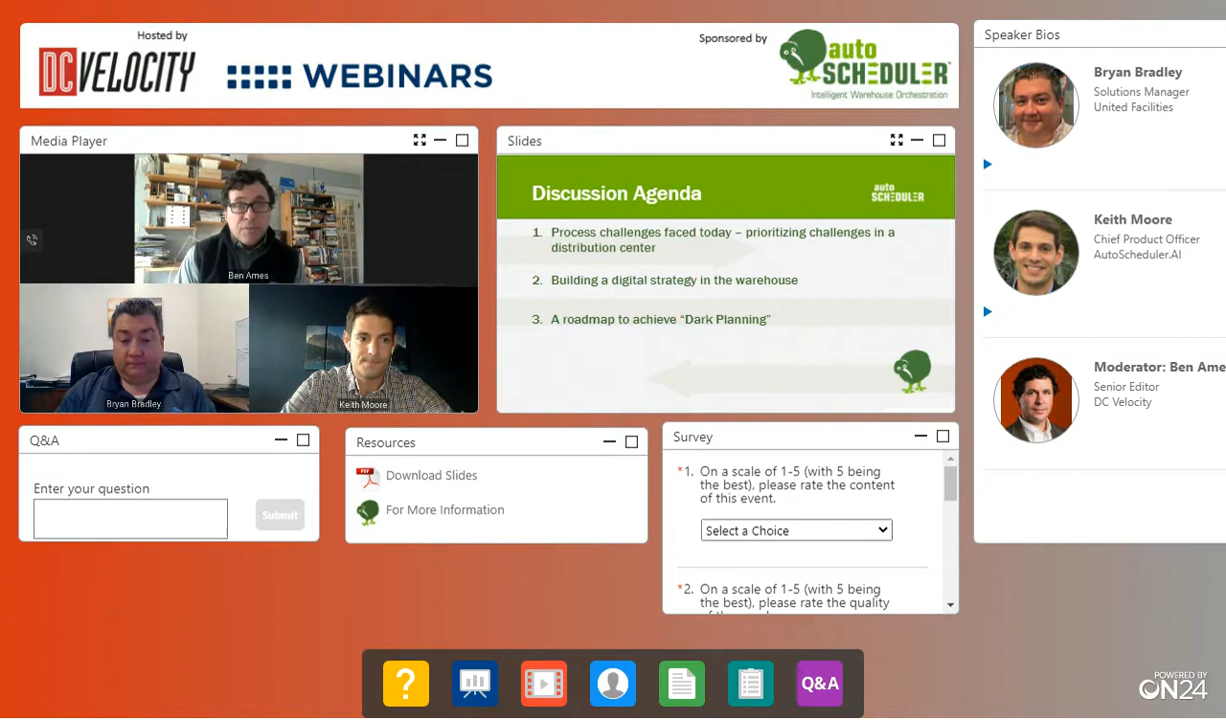 Hosted by
DCVELOCITY
WEBINARS
Sponsored by
auto
SCHEDULER™
Intelligent Warehouse Orchestration
Media Player
Ben Ames
Bryan Bradley
Keith Moore
Slides
Discussion Agenda
auto
SCHEDULER
1. Process challenges faced today – prioritizing challenges in a
distribution center
2. Building a digital strategy in the warehouse
3. A roadmap to achieve “Dark Planning”
Speaker Bios
Bryan Bradley
Solutions Manager
United Facilities
Keith Moore
Chief Product Officer
AutoScheduler.AI
Moderator: Ben Ame
Senior Editor
DC Velocity
Q&A
Enter your question
Submit
Resources
PDF
Download Slides
For More Information
Survey
*1. On a scale of 1-5 (with 5 being
the best), please rate the content
of this event.
Select a Choice
*2. On a scale of 1-5 (with 5 being
the best), please rate the quality
?
Q&A
POWERED BY
ON24